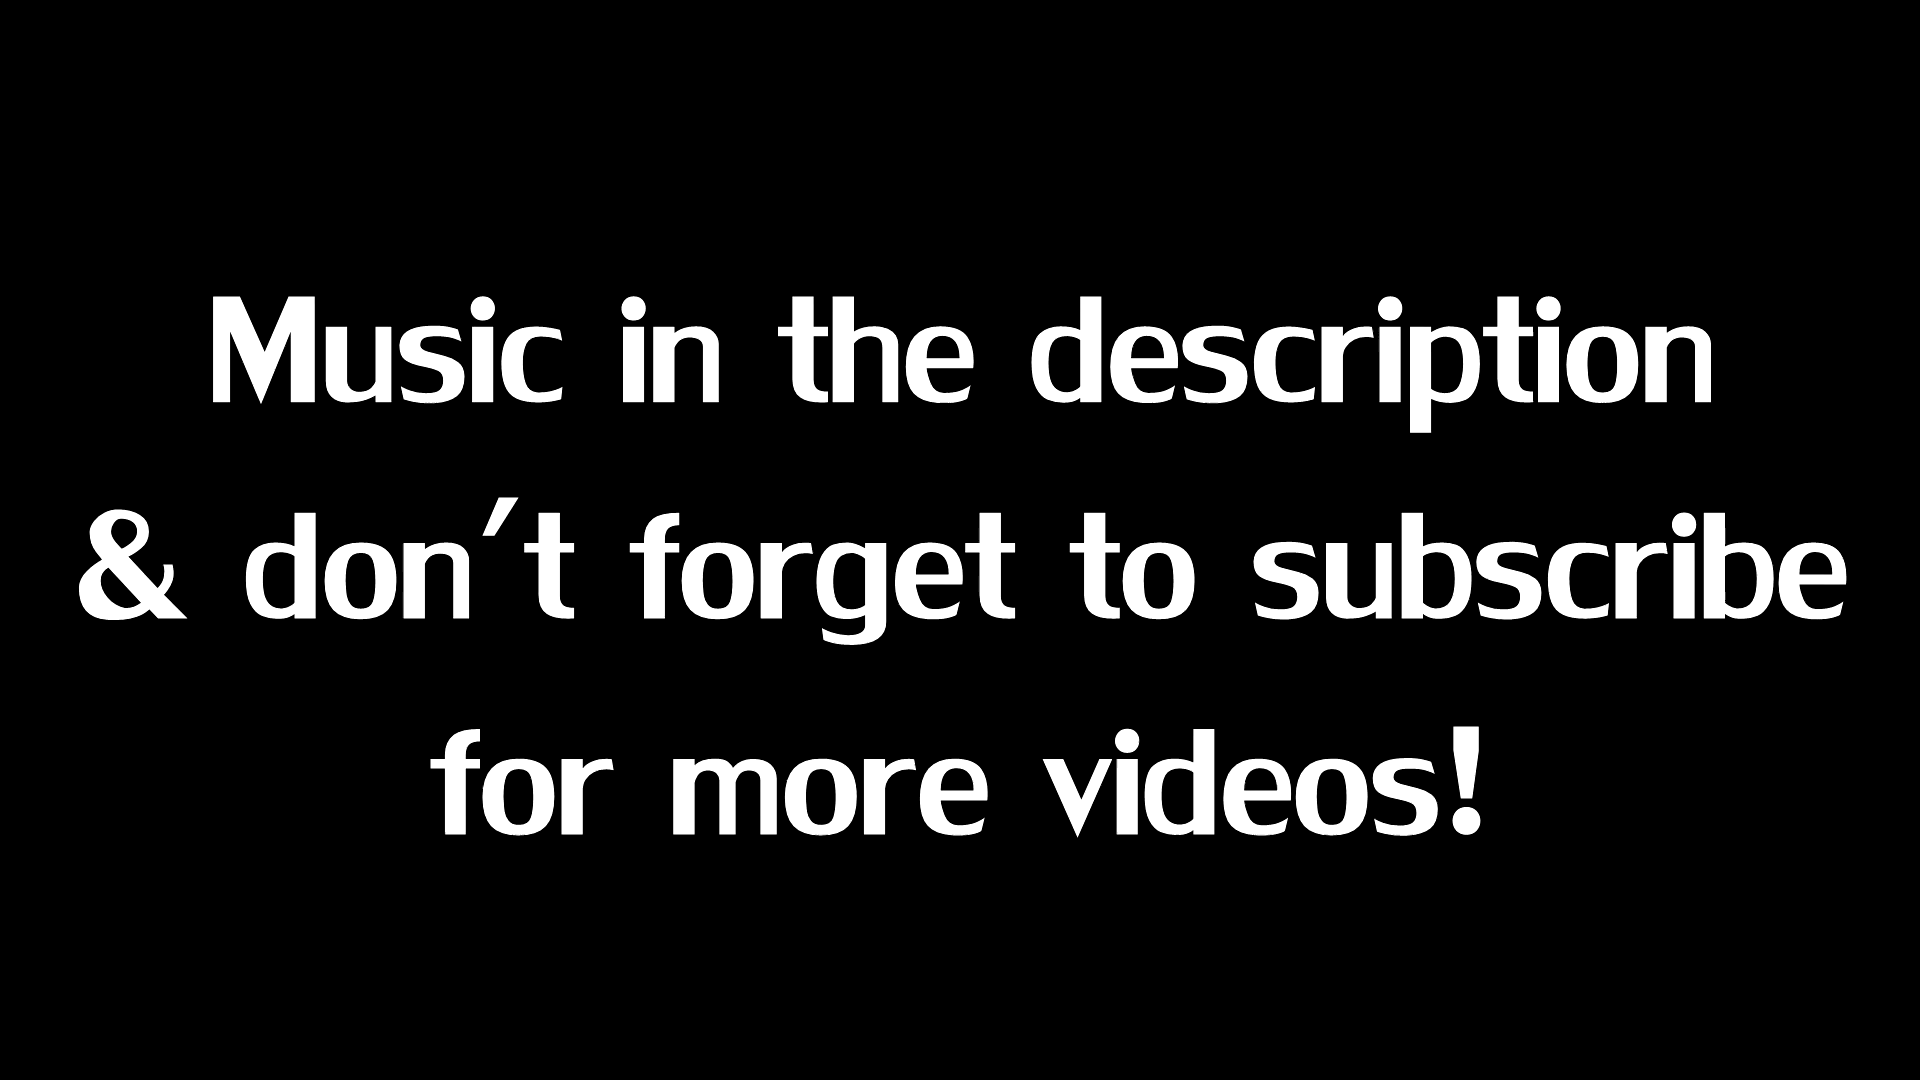 Music in the description
& don't forget to subscribe
for more videos!